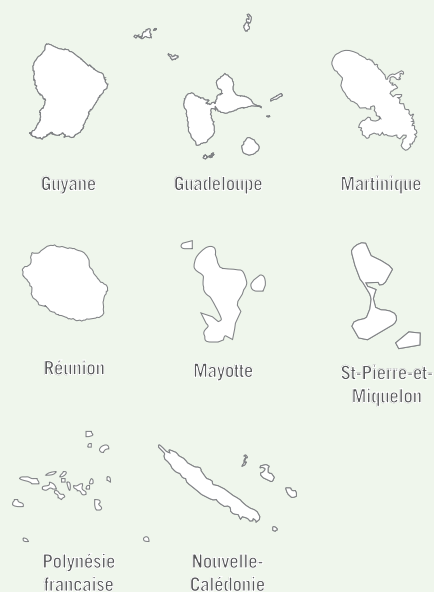 Guyane
Guadeloupe
Martinique
Réunion
Mayotte
St-Pierre-et-
Miquelon
Polynésie
française
Nouvelle-
Calédonie